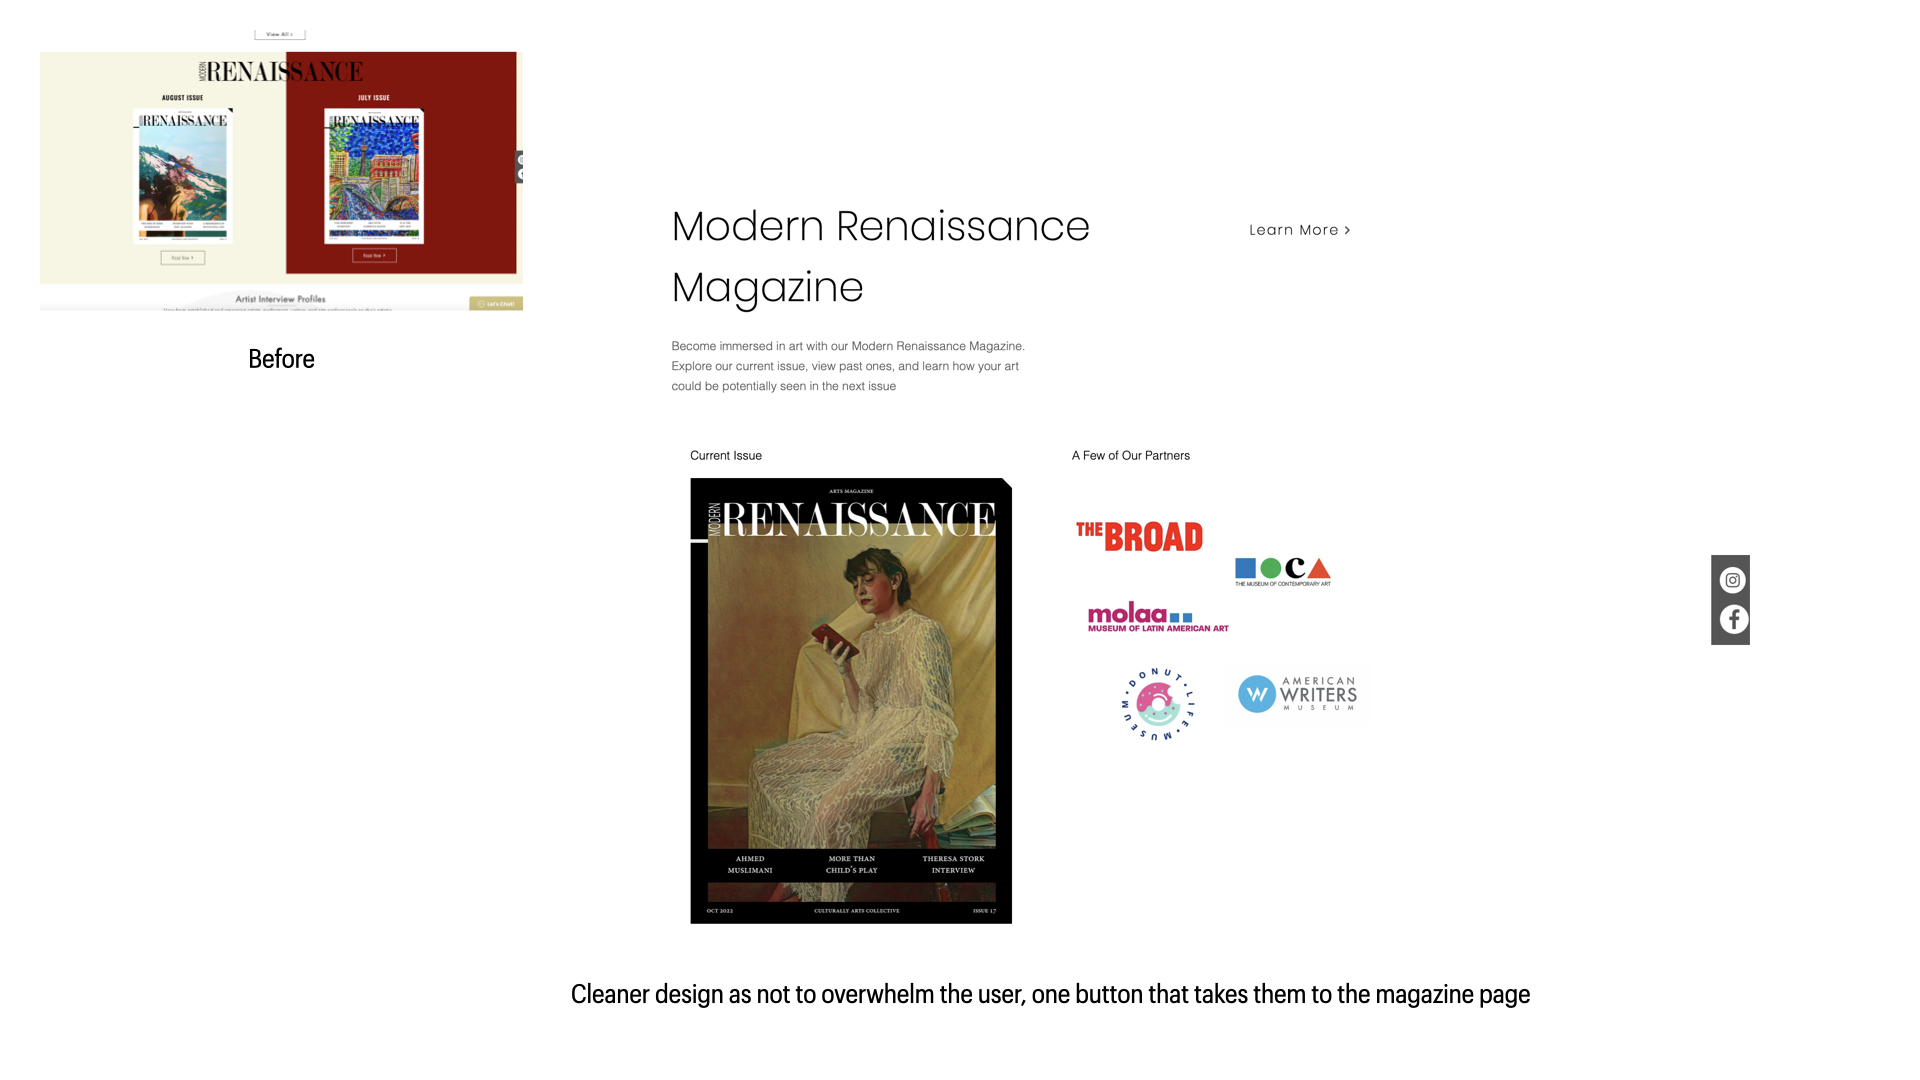 View All >
MODERN RENAISSANCE
AUGUST ISSUE
JULY ISSUE
RENAISSANCE
RENAISSANCE
Read Now >
Read Now >
Artist Interview Profiles
Let's Chat!
Before
Modern Renaissance
Magazine
Learn More >
Become immersed in art with our Modern Renaissance Magazine.
Explore our current issue, view past ones, and learn how your art
could be potentially seen in the next issue
Current Issue
A Few of Our Partners
ARTS MAGAZINE
MODERN RENAISSANCE
THE BROAD
MOCA
THE MUSEUM OF CONTEMPORARY ART
molaa
MUSEUM OF LATIN AMERICAN ART
DONUT • LIFE • MUSEUM •
W AMERICAN
WRITERS
MUSEUM
AHMED
MUSLIMANI
MORE THAN
CHILD'S PLAY
THERESA STORK
INTERVIEW
OCT 2022
CULTURALLY ARTS COLLECTIVE
ISSUE 17
Cleaner design as not to overwhelm the user, one button that takes them to the magazine page